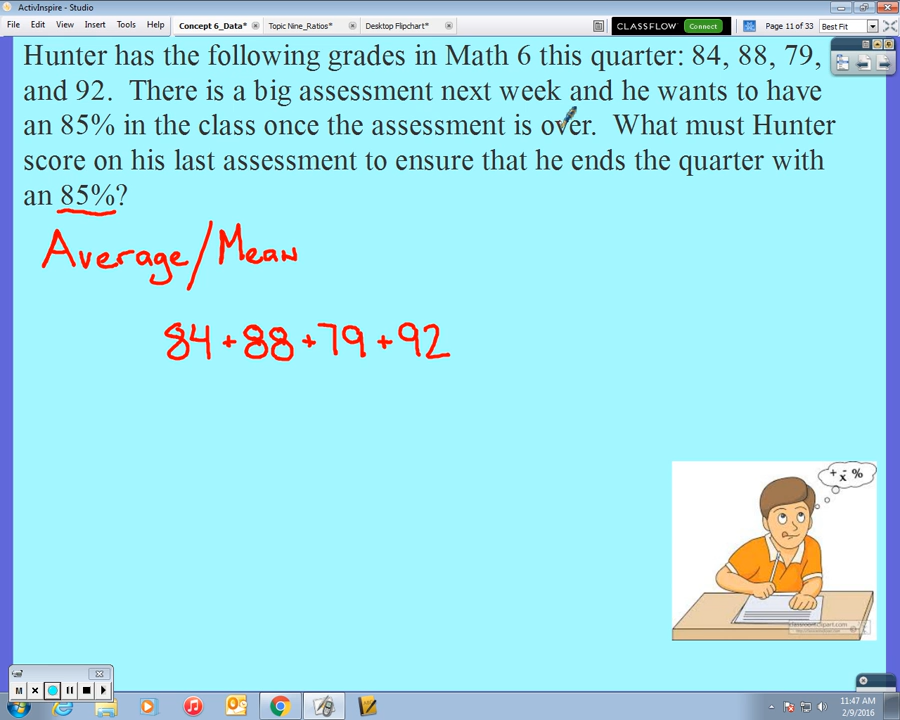 ActivInspire - Studio
File Edit View Insert Tools Help
Concept 6_Data* Topic Nine_Ratios* Desktop Flipchart*
CLASSFLOW Connect
Page 11 of 33 Best Fit
Hunter has the following grades in Math 6 this quarter: 84, 88, 79,
and 92. There is a big assessment next week and he wants to have
an 85% in the class once the assessment is over. What must Hunter
score on his last assessment to ensure that he ends the quarter with
an 85%?
Average/Mean
84+88+79+92
+ - x %
M
11:47 AM
2/9/2016